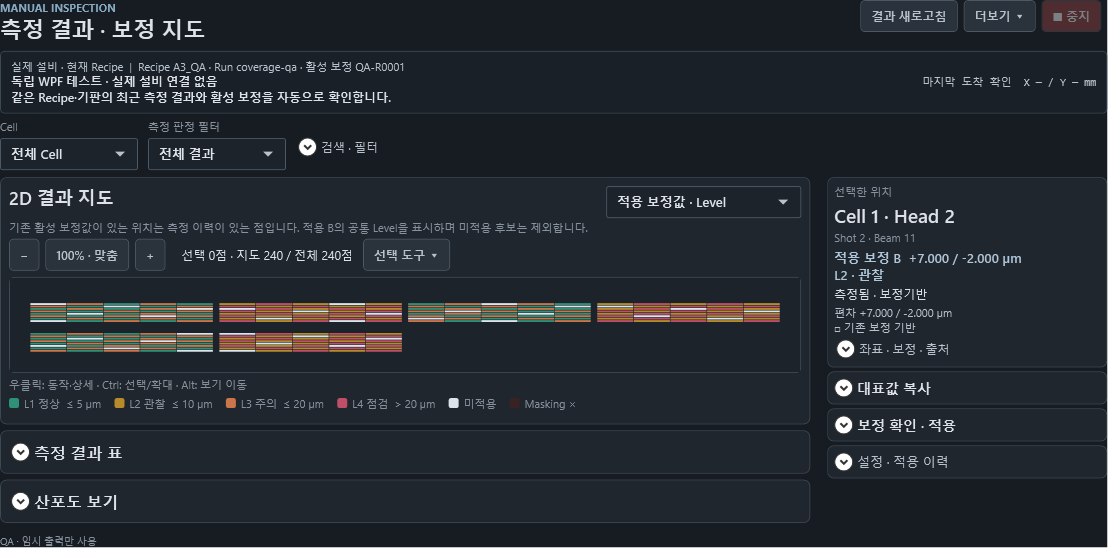 MANUAL INSPECTION
측정 결과 · 보정 지도
결과 새로고침
더보기
중지
실제 설비 · 현재 Recipe | Recipe A3_QA · Run coverage-qa · 활성 보정 QA-R0001
독립 WPF 테스트 · 실제 설비 연결 없음
같은 Recipe·기판의 최근 측정 결과와 활성 보정을 자동으로 확인합니다.
마지막 도착 확인 X — / Y — mm
Cell
측정 판정 필터
전체 Cell
전체 결과
검색 · 필터
2D 결과 지도
적용 보정값 · Level
기존 활성 보정값이 있는 위치는 측정 이력이 있는 점입니다. 적용 B의 공통 Level을 표시하며 미적용 후보는 제외합니다.
−
100% · 맞춤
+
선택 0점 · 지도 240 / 전체 240점
선택 도구
우클릭: 동작·상세 · Ctrl: 선택/확대 · Alt: 보기 이동
L1 정상 ≤ 5 µm
L2 관찰 ≤ 10 µm
L3 주의 ≤ 20 µm
L4 점검 > 20 µm
미적용
Masking ×
측정 결과 표
산포도 보기
QA · 임시 출력만 사용
선택한 위치
Cell 1 · Head 2
Shot 2 · Beam 11
적용 보정 B +7.000 / -2.000 µm
L2 · 관찰
측정됨 · 보정기반
편차 +7.000 / -2.000 µm
□ 기존 보정 기반
좌표 · 보정 · 출처
대표값 복사
보정 확인 · 적용
설정 · 적용 이력